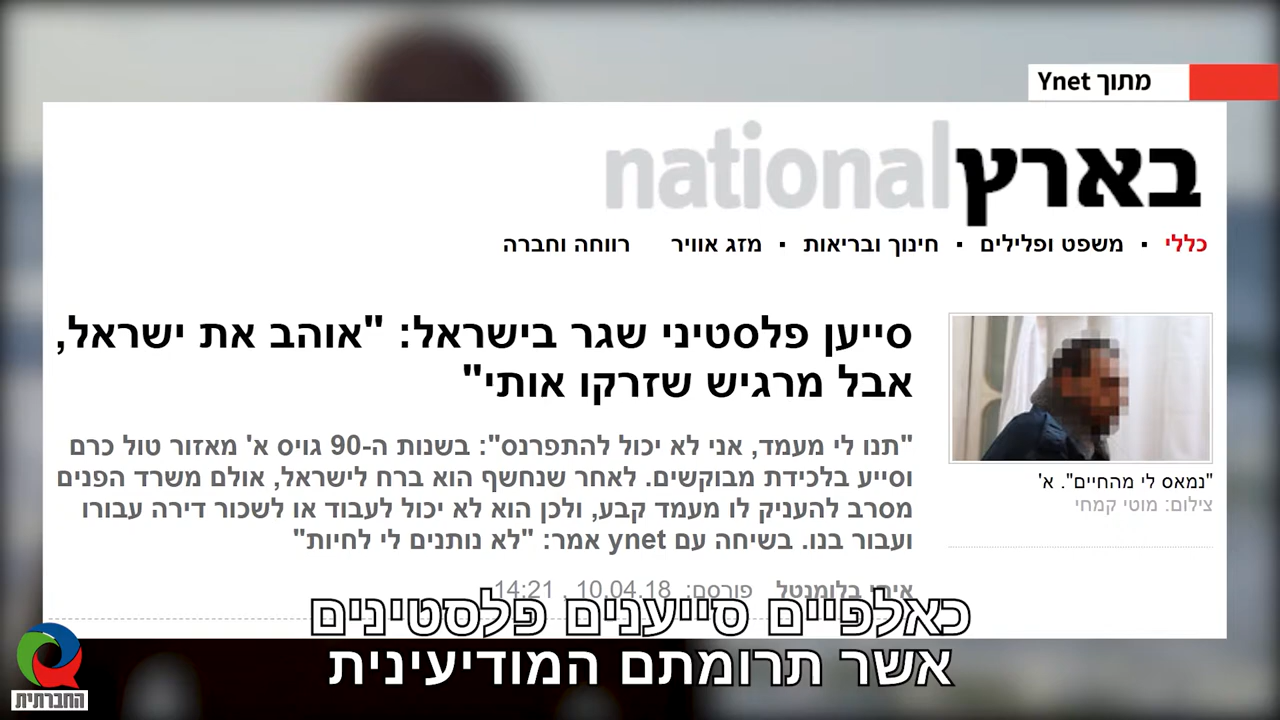 מתוך Ynet
בארץ national
כללי ▪ משפט ופלילים ▪ חינוך ובריאות ▪ מזג אוויר רווחה וחברה
סייען פלסטיני שגר בישראל: "אוהב את ישראל,
אבל מרגיש שזרקו אותי"
"תנו לי מעמד, אני לא יכול להתפרנס": בשנות ה-90 גויס א' מאזור טול כרם
וסייע בלכידת מבוקשים. לאחר שנחשף הוא ברח לישראל, אולם משרד הפנים
מסרב להעניק לו מעמד קבע, ולכן הוא לא יכול לעבוד או לשכור דירה עבורו
ועבור בנו. בשיחה עם ynet אמר: "לא נותנים לי לחיות"
"נמאס לי מהחיים". א'
צילום: מוטי קמחי
בלומנטל פורסם: 10.04.18 , 14:21
כאלפיים סייענים פלסטינים
אשר תרומתם המודיעינית
החברתית